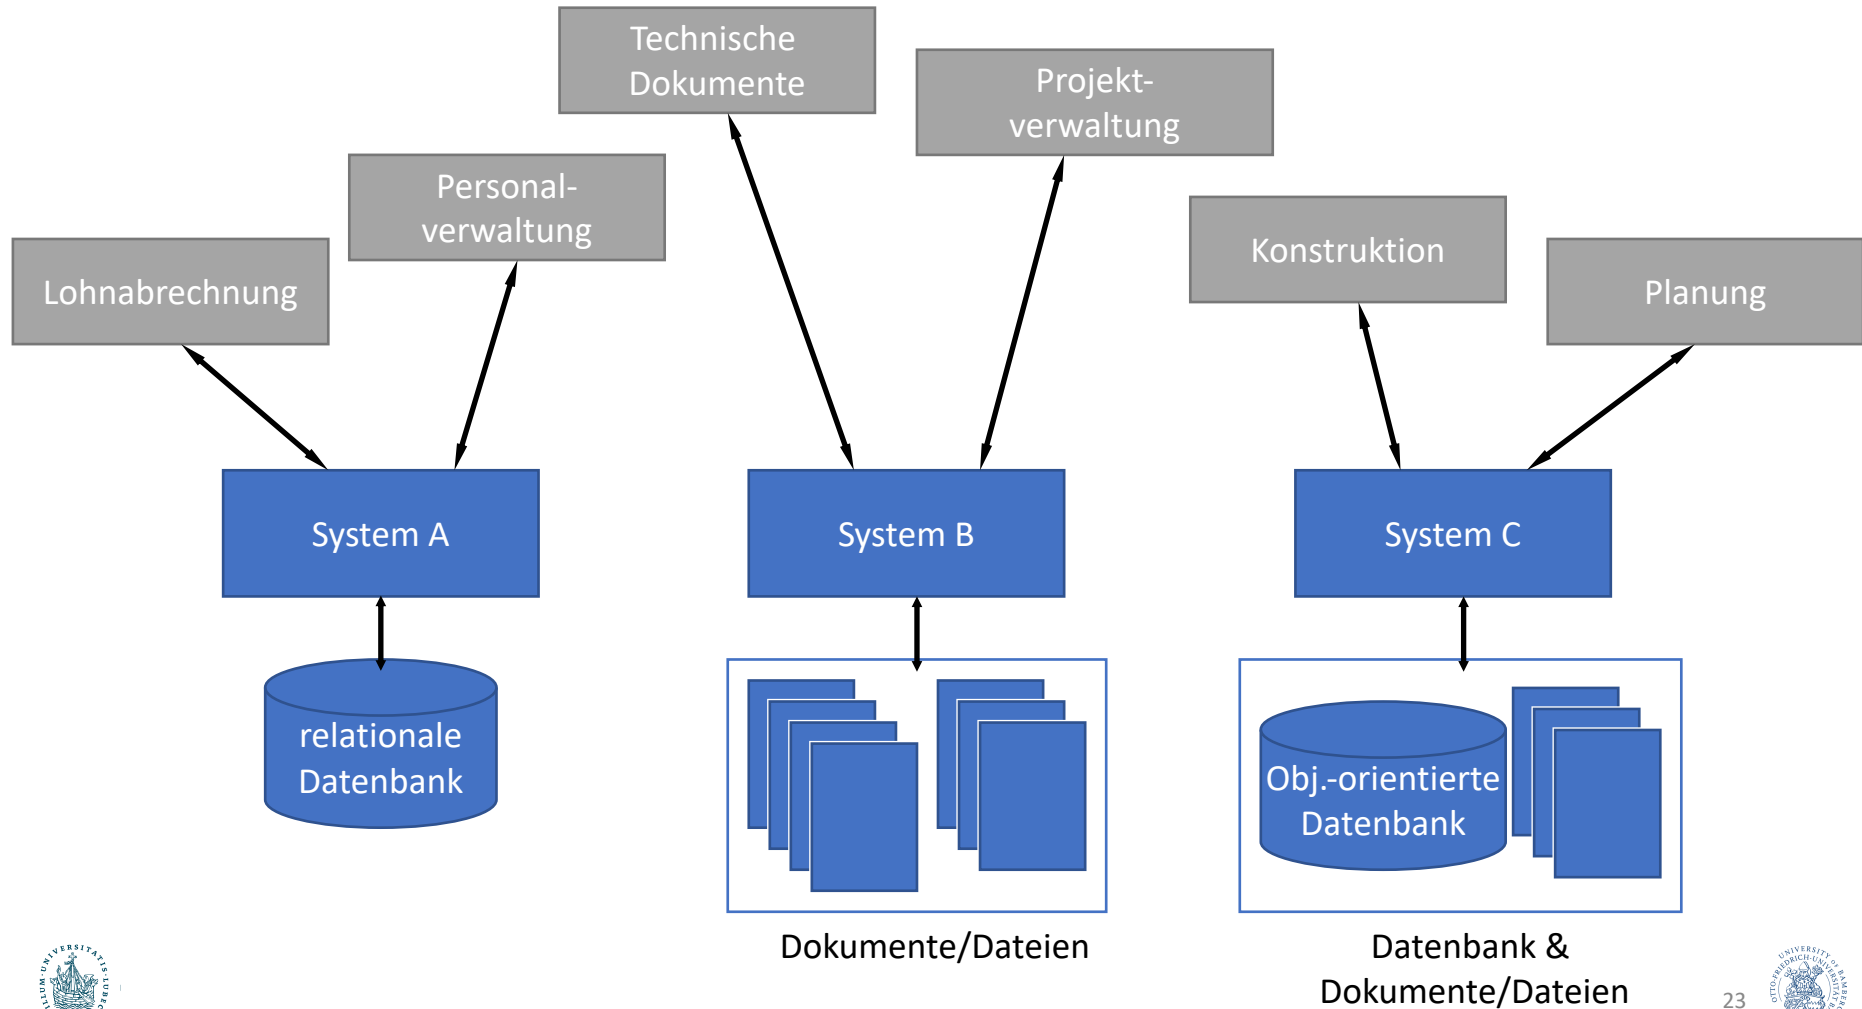 Technische
Dokumente
Projekt-
verwaltung
Personal-
verwaltung
Konstruktion
Lohnabrechnung
Planung
System A
System B
System C
relationale
Datenbank
Obj.-orientierte
Datenbank
Dokumente/Dateien
Datenbank &
Dokumente/Dateien
23